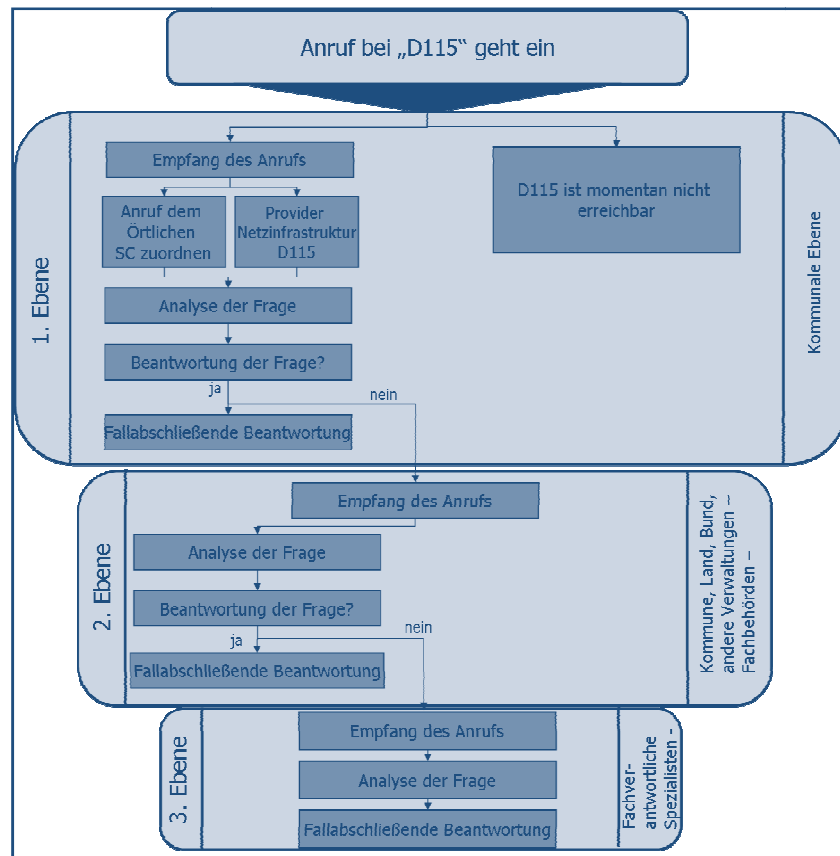 Anruf bei „D115“ geht ein
1. Ebene
Empfang des Anrufs
Anruf dem
Örtlichen
SC zuordnen
Provider
Netzinfrastruktur
D115
Analyse der Frage
Beantwortung der Frage?
ja
nein
Fallabschließende Beantwortung
D115 ist momentan nicht
erreichbar
Kommunale Ebene
2. Ebene
Empfang des Anrufs
Analyse der Frage
Beantwortung der Frage?
ja
nein
Fallabschließende Beantwortung
Kommune, Land, Bund,
andere Verwaltungen –
Fachbehörden –
3. Ebene
Empfang des Anrufs
Analyse der Frage
Fallabschließende Beantwortung
Fachver-
antwortliche
Spezialisten -